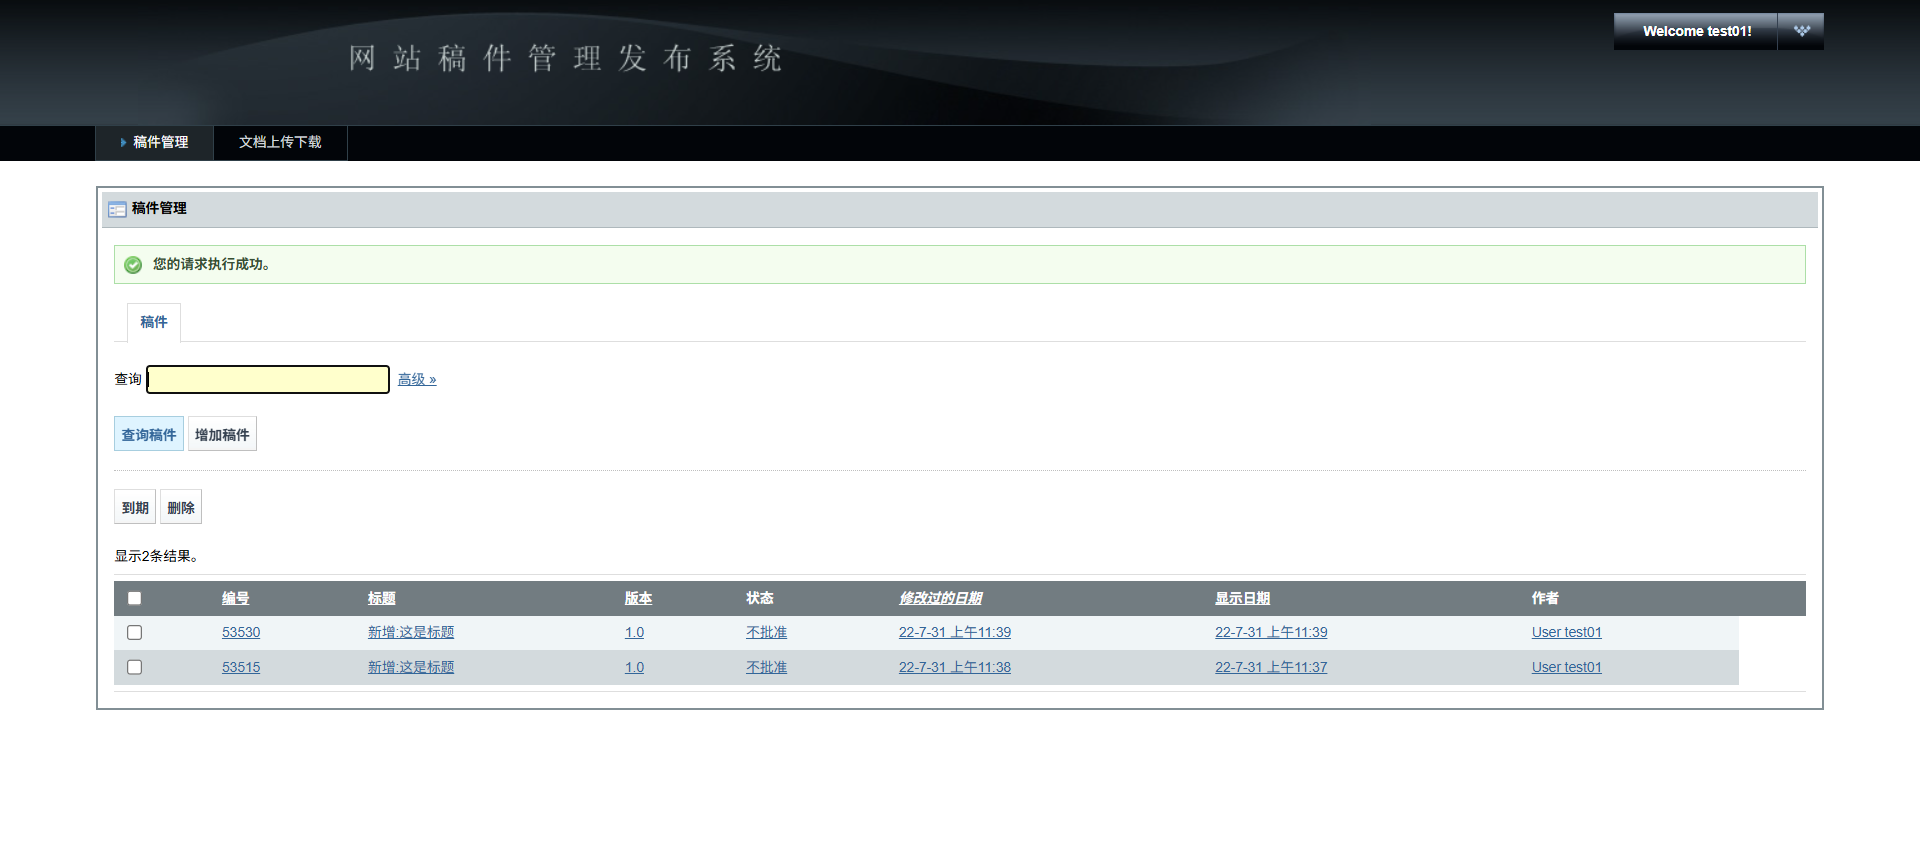 网站稿件管理发布系统
Welcome test01!
稿件管理 文档上传下载
稿件管理
您的请求执行成功。
稿件
查询 高级 »
查询稿件 增加稿件
到期 删除
显示2条结果。
编号 标题 版本 状态 修改过的日期 显示日期 作者
53530 新增:这是标题 1.0 不批准 22-7-31 上午11:39 22-7-31 上午11:39 User test01
53515 新增:这是标题 1.0 不批准 22-7-31 上午11:38 22-7-31 上午11:37 User test01